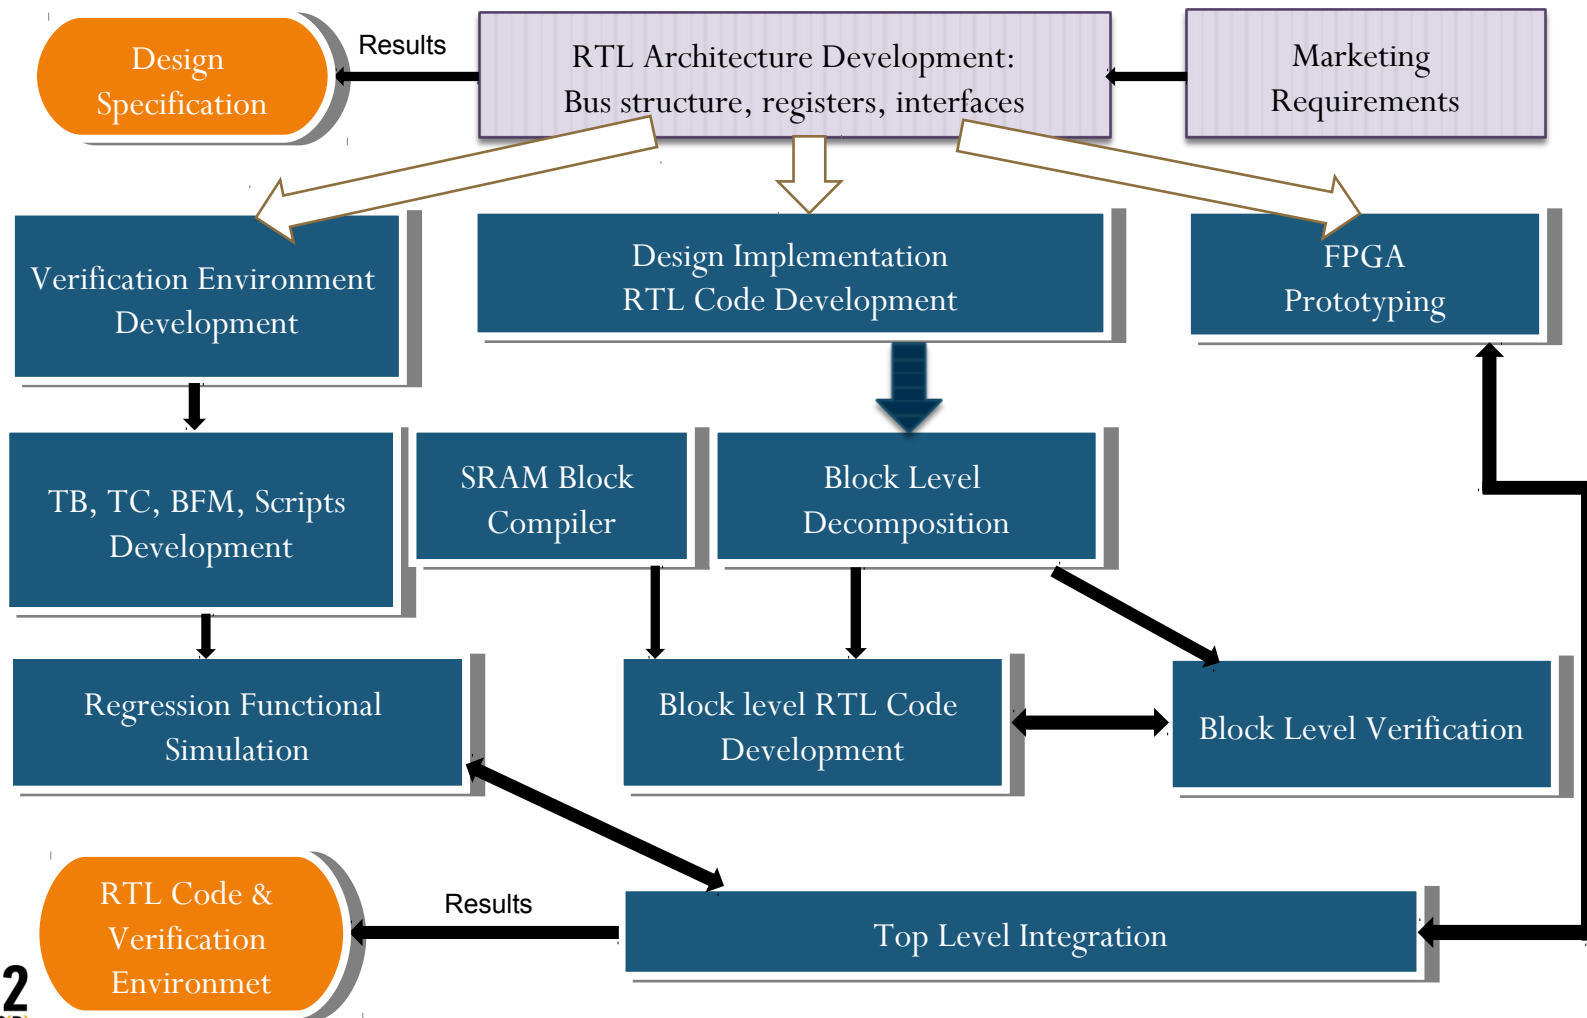 Design
Specification
Results
RTL Architecture Development:
Bus structure, registers, interfaces
Marketing
Requirements
Verification Environment
Development
Design Implementation
RTL Code Development
FPGA
Prototyping
TB, TC, BFM, Scripts
Development
SRAM Block
Compiler
Block Level
Decomposition
Regression Functional
Simulation
Block level RTL Code
Development
Block Level Verification
RTL Code &
Verification
Environmet
Results
Top Level Integration
2